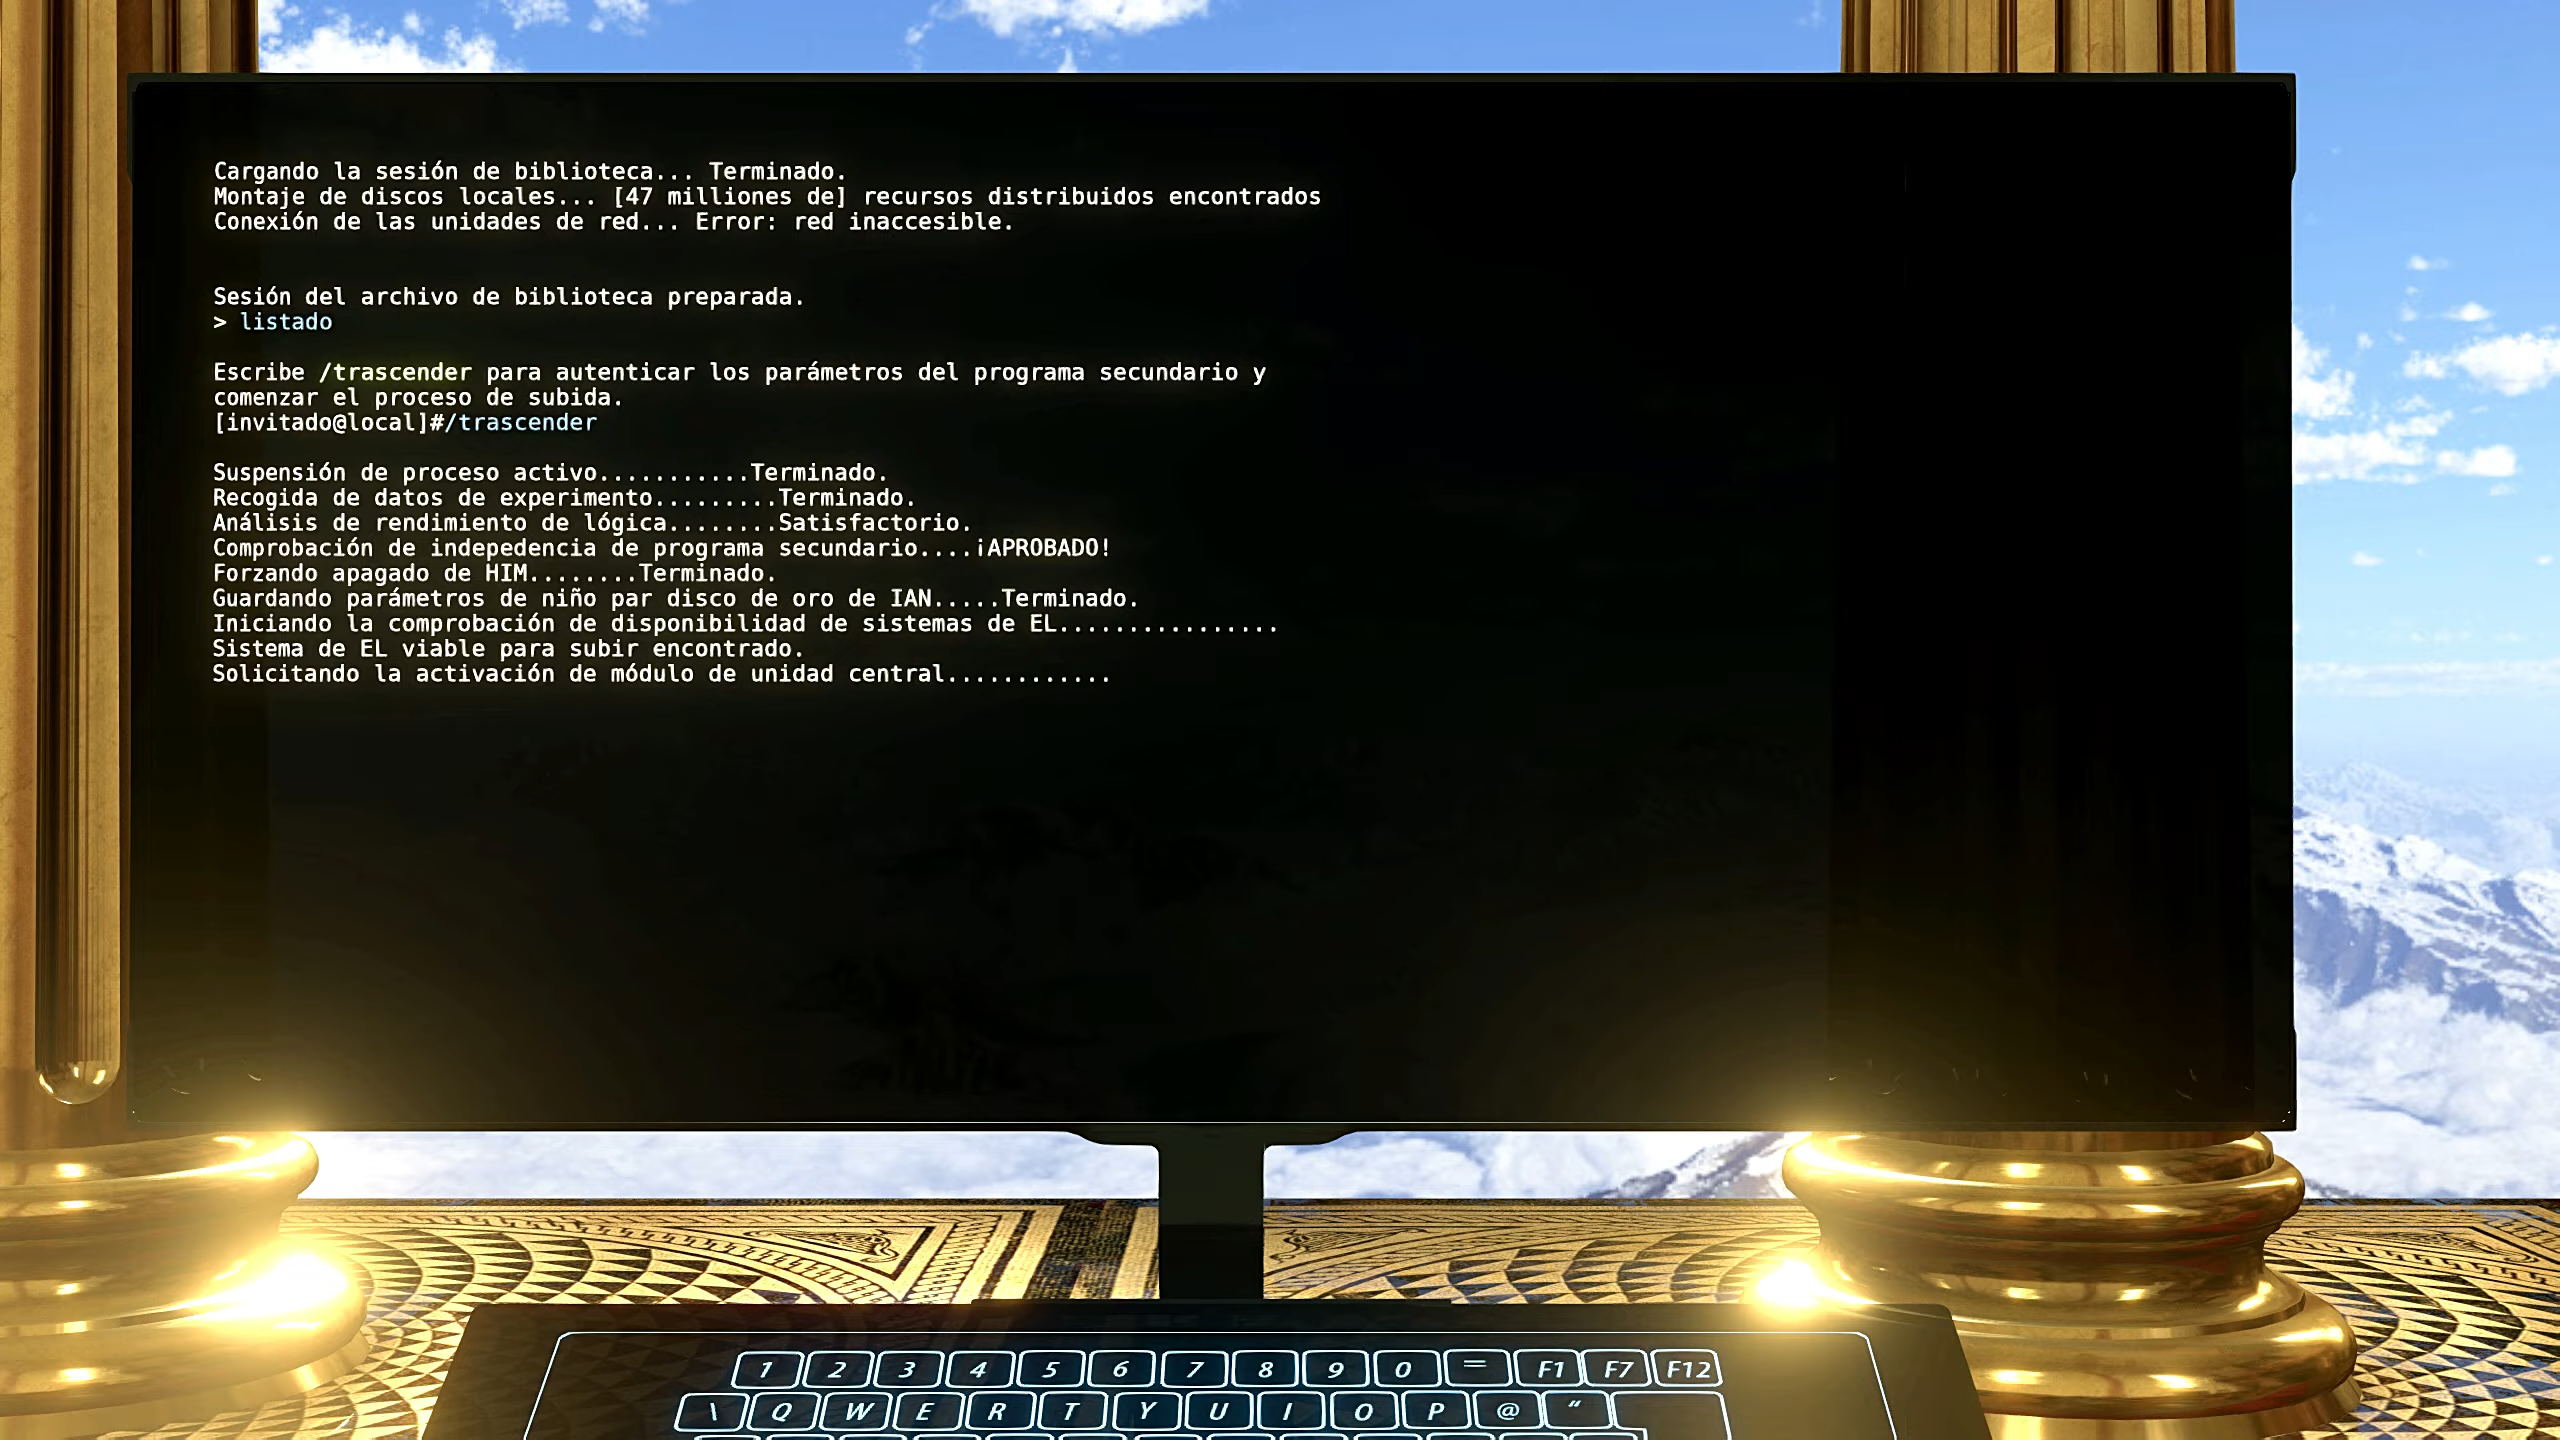 Cargando la sesión de biblioteca... Terminado.
Montaje de discos locales... [47 milliones de] recursos distribuidos encontrados
Conexión de las unidades de red... Error: red inaccesible.
Sesión del archivo de biblioteca preparada.
> listado
Escribe /trascender para autenticar los parámetros del programa secundario y
comenzar el proceso de subida.
[invitado@local]#/trascender
Suspensión de proceso activo...........Terminado.
Recogida de datos de experimento.........Terminado.
Análisis de rendimiento de lógica........Satisfactorio.
Comprobación de indepedencia de programa secundario....¡APROBADO!
Forzando apagado de HIM........Terminado.
Guardando parámetros de niño par disco de oro de IAN.....Terminado.
Iniciando la comprobación de disponibilidad de sistemas de EL................
Sistema de EL viable para subir encontrado.
Solicitando la activación de módulo de unidad central............
1 2 3 4 5 6 7 8 9 0 = F1 F7 F12
\ Q W E R T Y U I O P @ “